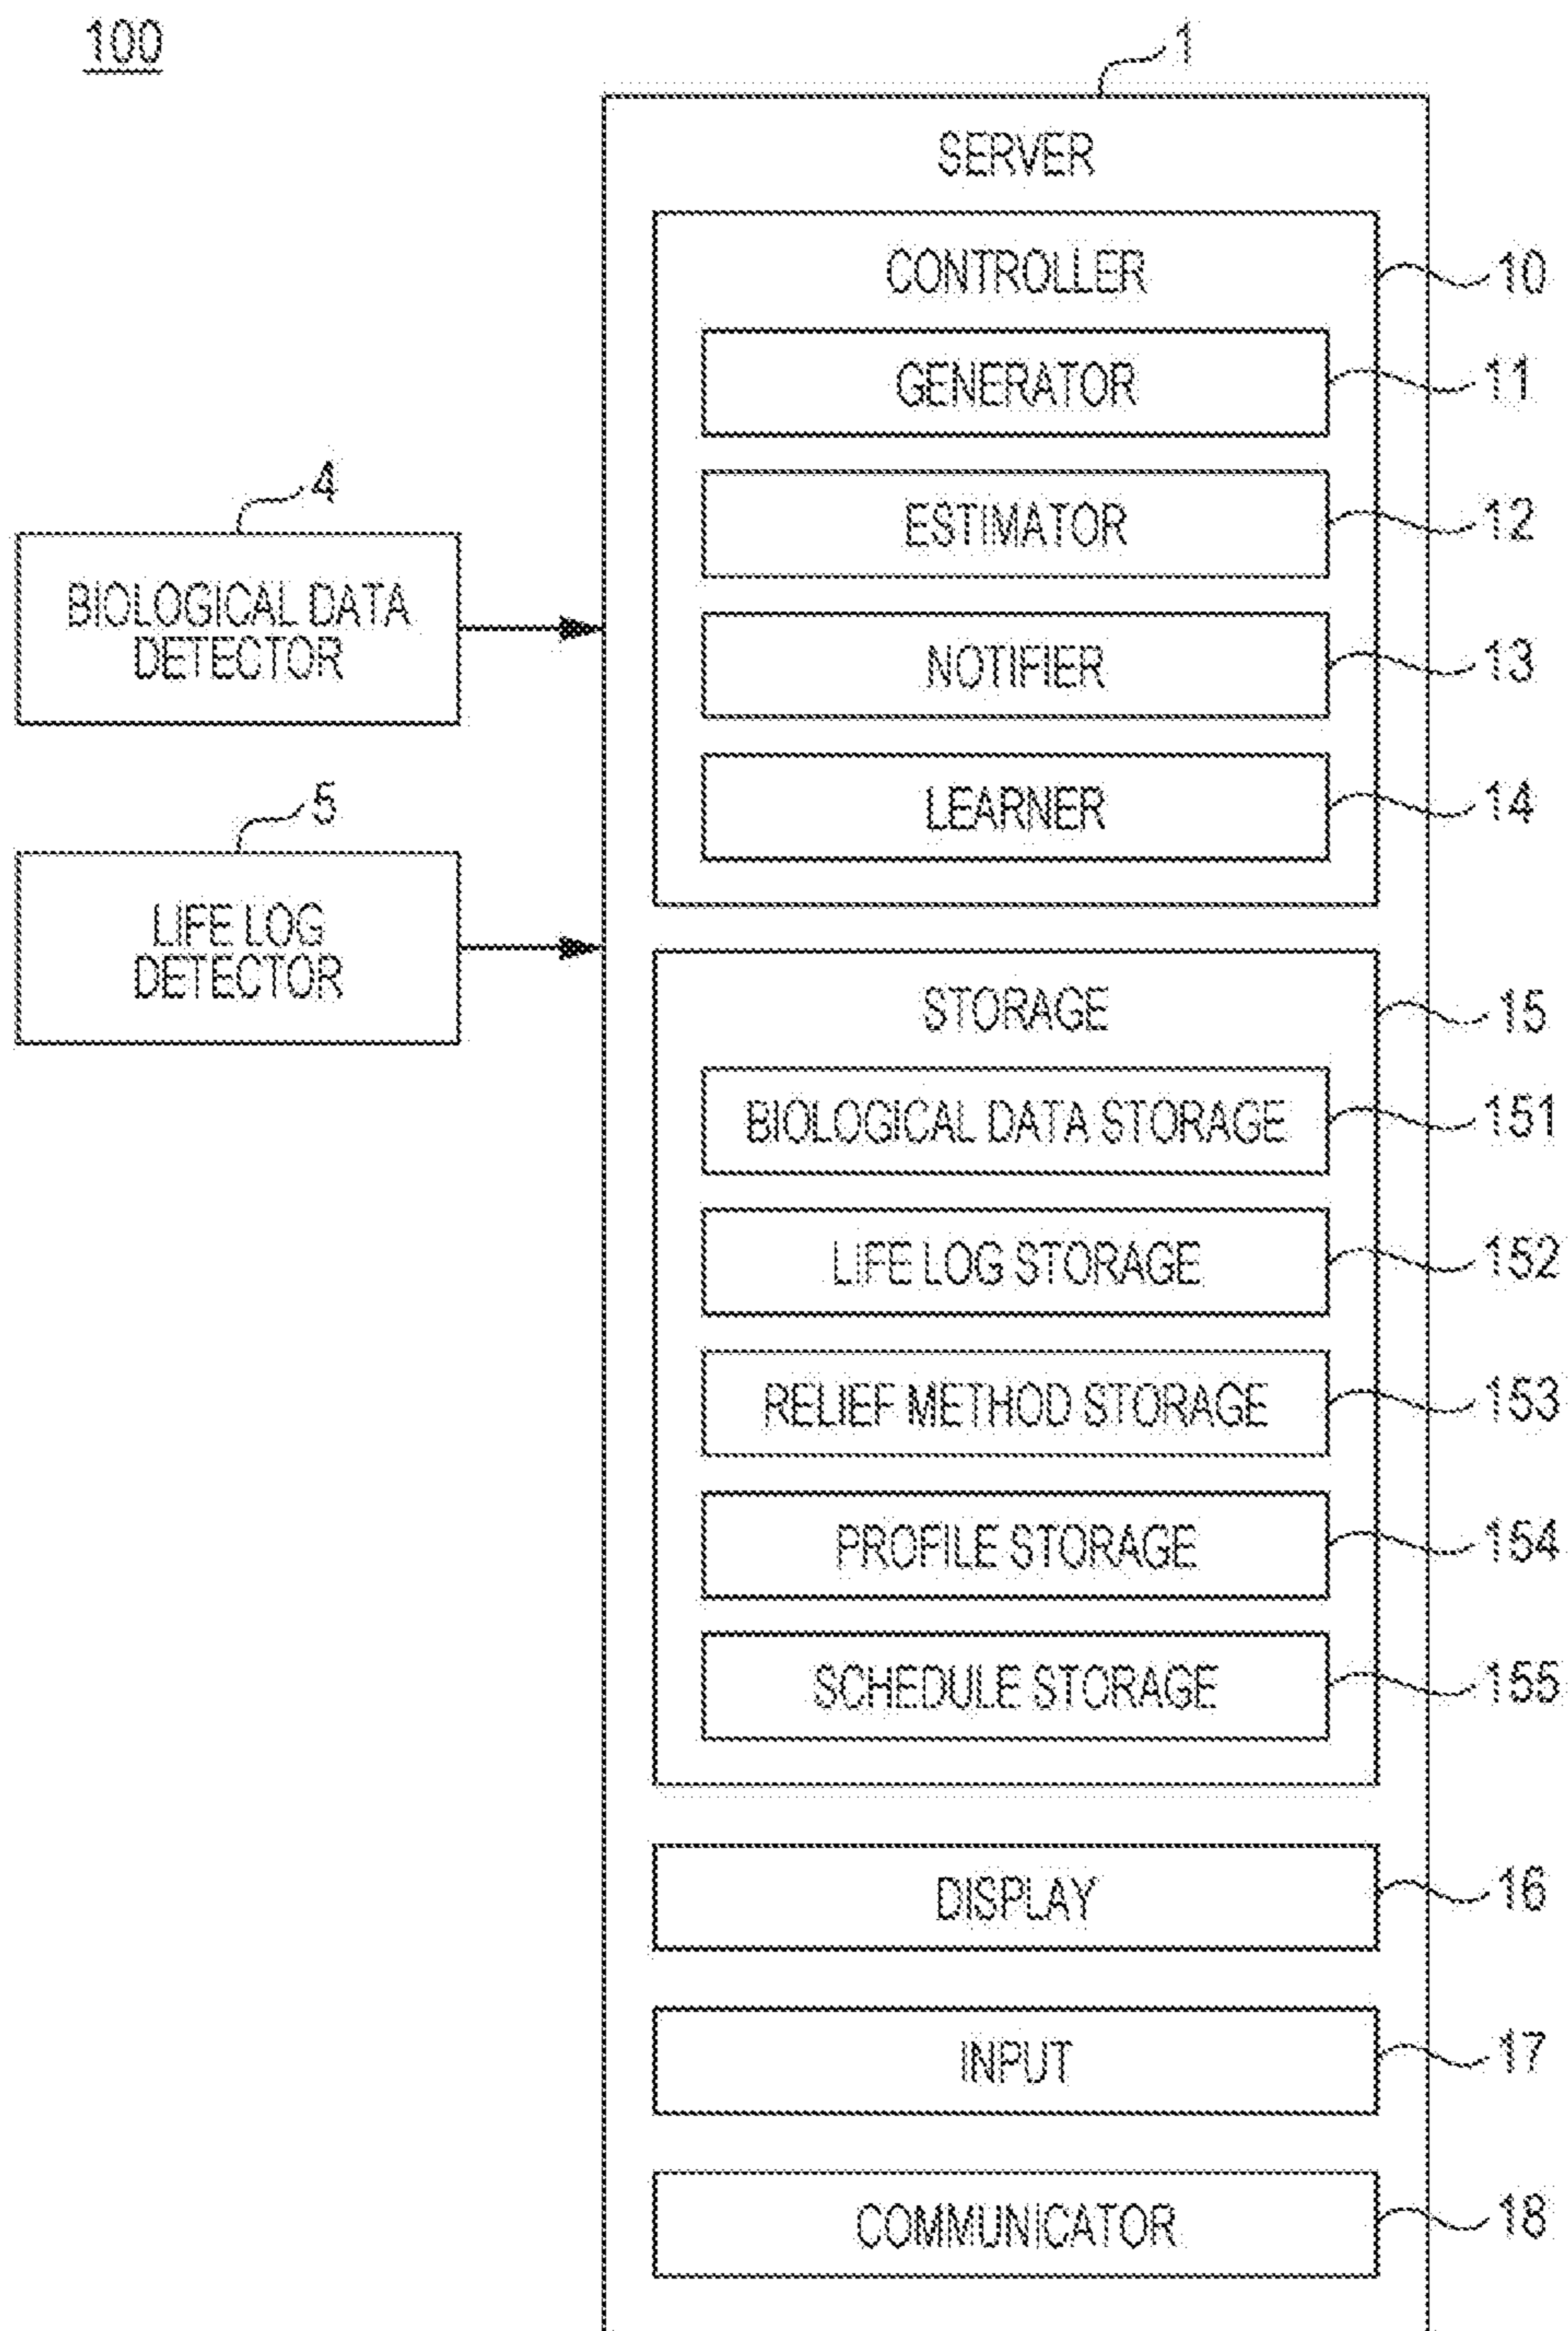 100
1
SERVER
CONTROLLER
10
GENERATOR
11
ESTIMATOR
12
NOTIFIER
13
LEARNER
14
4
BIOLOGICAL DATA
DETECTOR
5
LIFE LOG
DETECTOR
STORAGE
15
BIOLOGICAL DATA STORAGE
151
LIFE LOG STORAGE
152
RELIEF METHOD STORAGE
153
PROFILE STORAGE
154
SCHEDULE STORAGE
155
DISPLAY
16
INPUT
17
COMMUNICATOR
18